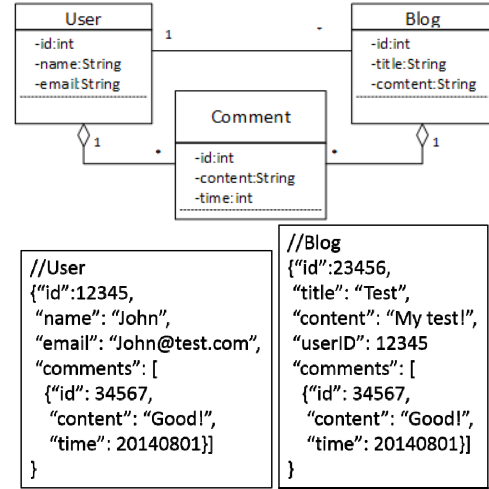 User
-id:int
-name:String
-email:String
1
*
Blog
-id:int
-title:String
-comtent:String
1
*
Comment
-id:int
-content:String
-time:int
*
1
//User
{“id”:12345,
“name”: “John”,
“email”: “John@test.com”,
“comments”: [
{“id”: 34567,
“content”: “Good!”,
“time”: 20140801}]
}
//Blog
{“id”:23456,
“title”: “Test”,
“content”: “My test!”,
“userID”: 12345
“comments”: [
{“id”: 34567,
“content”: “Good!”,
“time”: 20140801}]
}